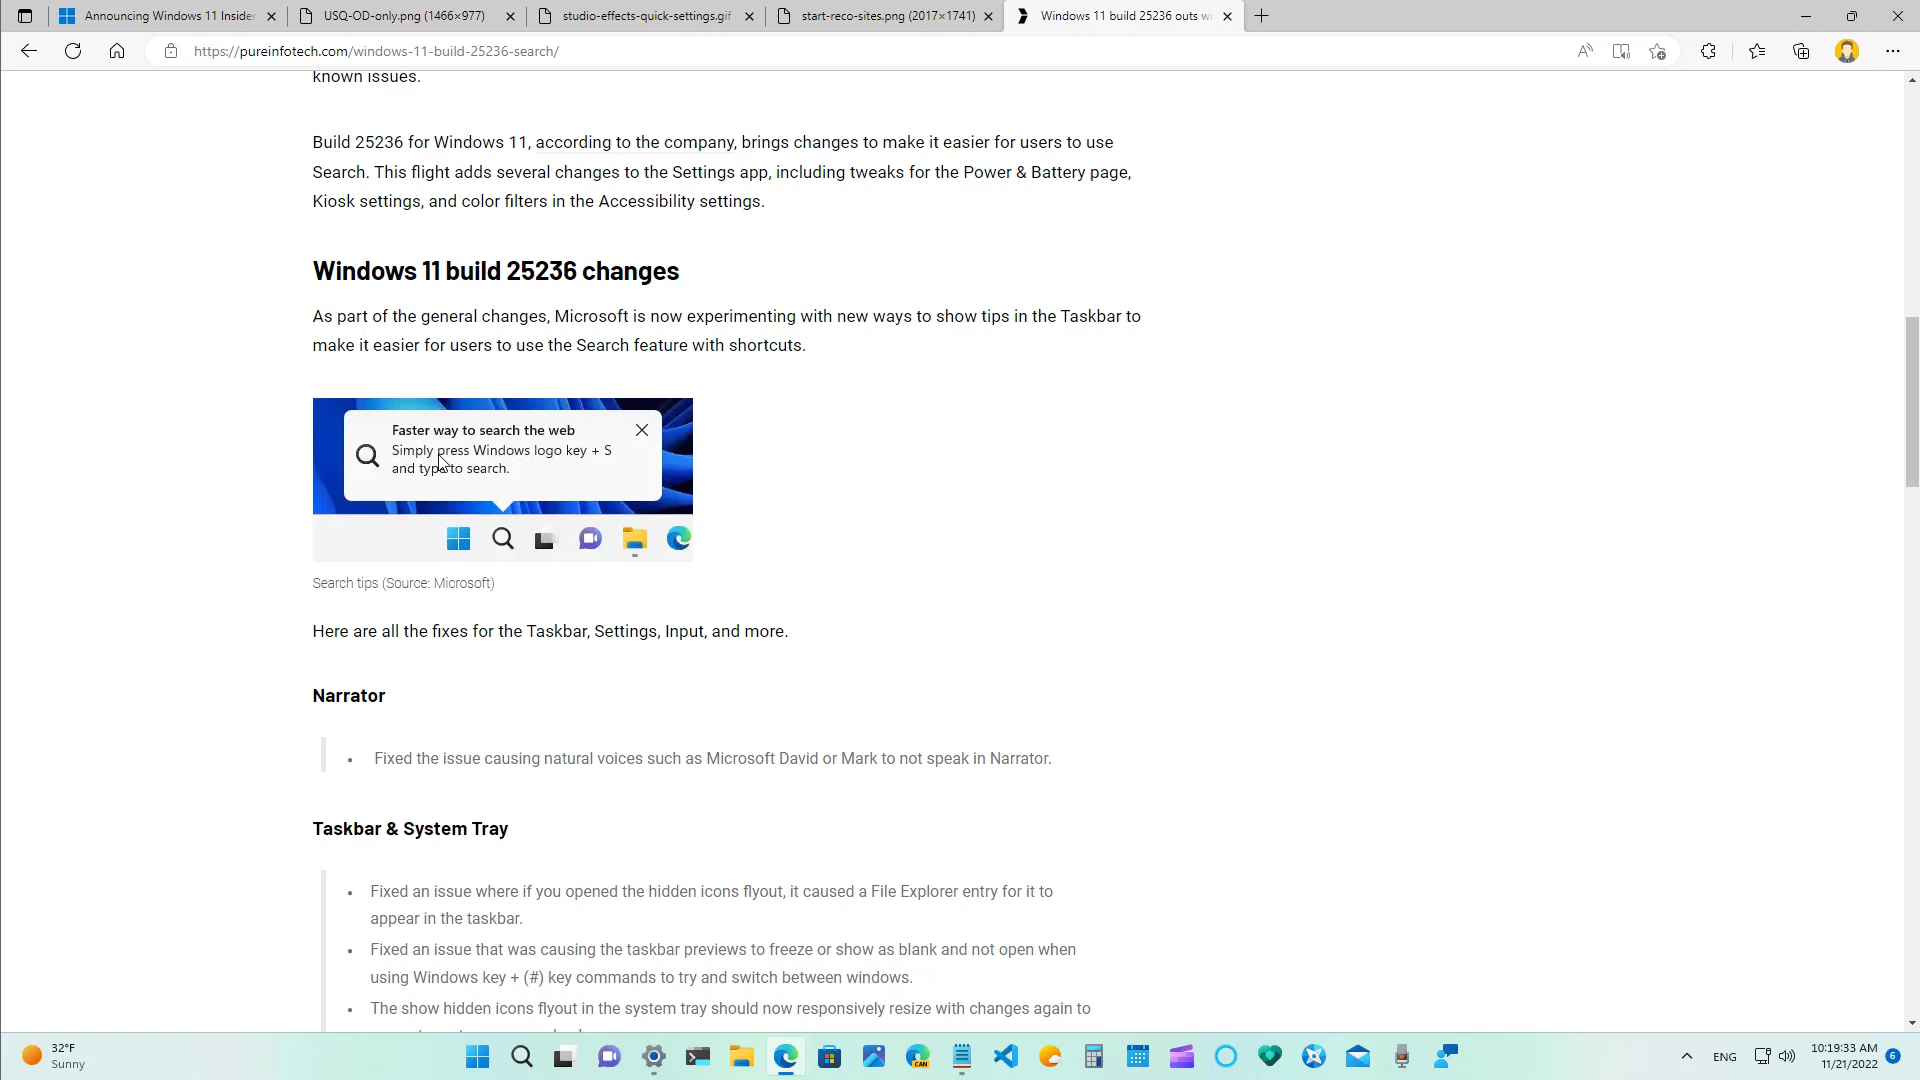 Announcing Windows 11 Insider
USQ-OD-only.png (1466×977)
studio-effects-quick-settings.gif
start-reco-sites.png (2017×1741)
Windows 11 build 25236 outs wi
https://pureinfotech.com/windows-11-build-25236-search/
known issues.
Build 25236 for Windows 11, according to the company, brings changes to make it easier for users to use
Search. This flight adds several changes to the Settings app, including tweaks for the Power & Battery page,
Kiosk settings, and color filters in the Accessibility settings.
Windows 11 build 25236 changes
As part of the general changes, Microsoft is now experimenting with new ways to show tips in the Taskbar to
make it easier for users to use the Search feature with shortcuts.
Faster way to search the web
Simply press Windows logo key + S
and type to search.
Search tips (Source: Microsoft)
Here are all the fixes for the Taskbar, Settings, Input, and more.
Narrator
• Fixed the issue causing natural voices such as Microsoft David or Mark to not speak in Narrator.
Taskbar & System Tray
• Fixed an issue where if you opened the hidden icons flyout, it caused a File Explorer entry for it to
appear in the taskbar.
• Fixed an issue that was causing the taskbar previews to freeze or show as blank and not open when
using Windows key + (#) key commands to try and switch between windows.
• The show hidden icons flyout in the system tray should now responsively resize with changes again to
32°F
Sunny
CAN
ENG
10:19:33 AM
11/21/2022
6